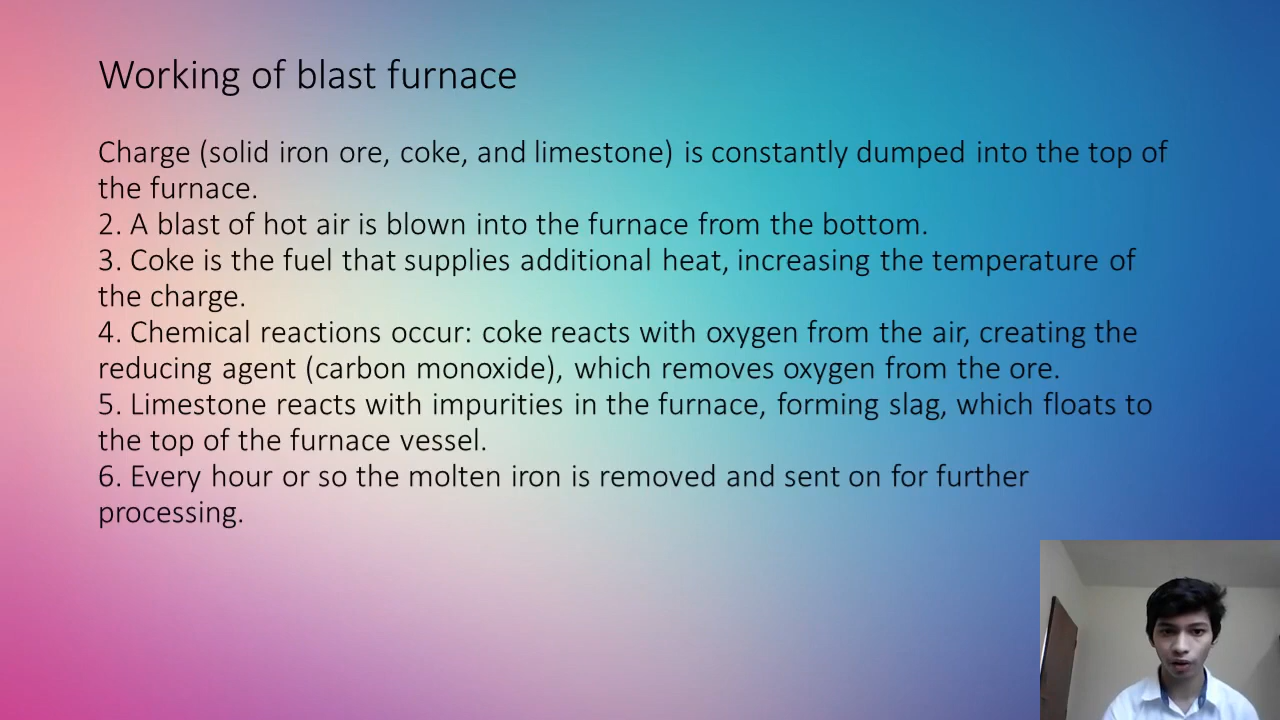 Working of blast furnace
Charge (solid iron ore, coke, and limestone) is constantly dumped into the top of
the furnace.
2. A blast of hot air is blown into the furnace from the bottom.
3. Coke is the fuel that supplies additional heat, increasing the temperature of
the charge.
4. Chemical reactions occur: coke reacts with oxygen from the air, creating the
reducing agent (carbon monoxide), which removes oxygen from the ore.
5. Limestone reacts with impurities in the furnace, forming slag, which floats to
the top of the furnace vessel.
6. Every hour or so the molten iron is removed and sent on for further
processing.